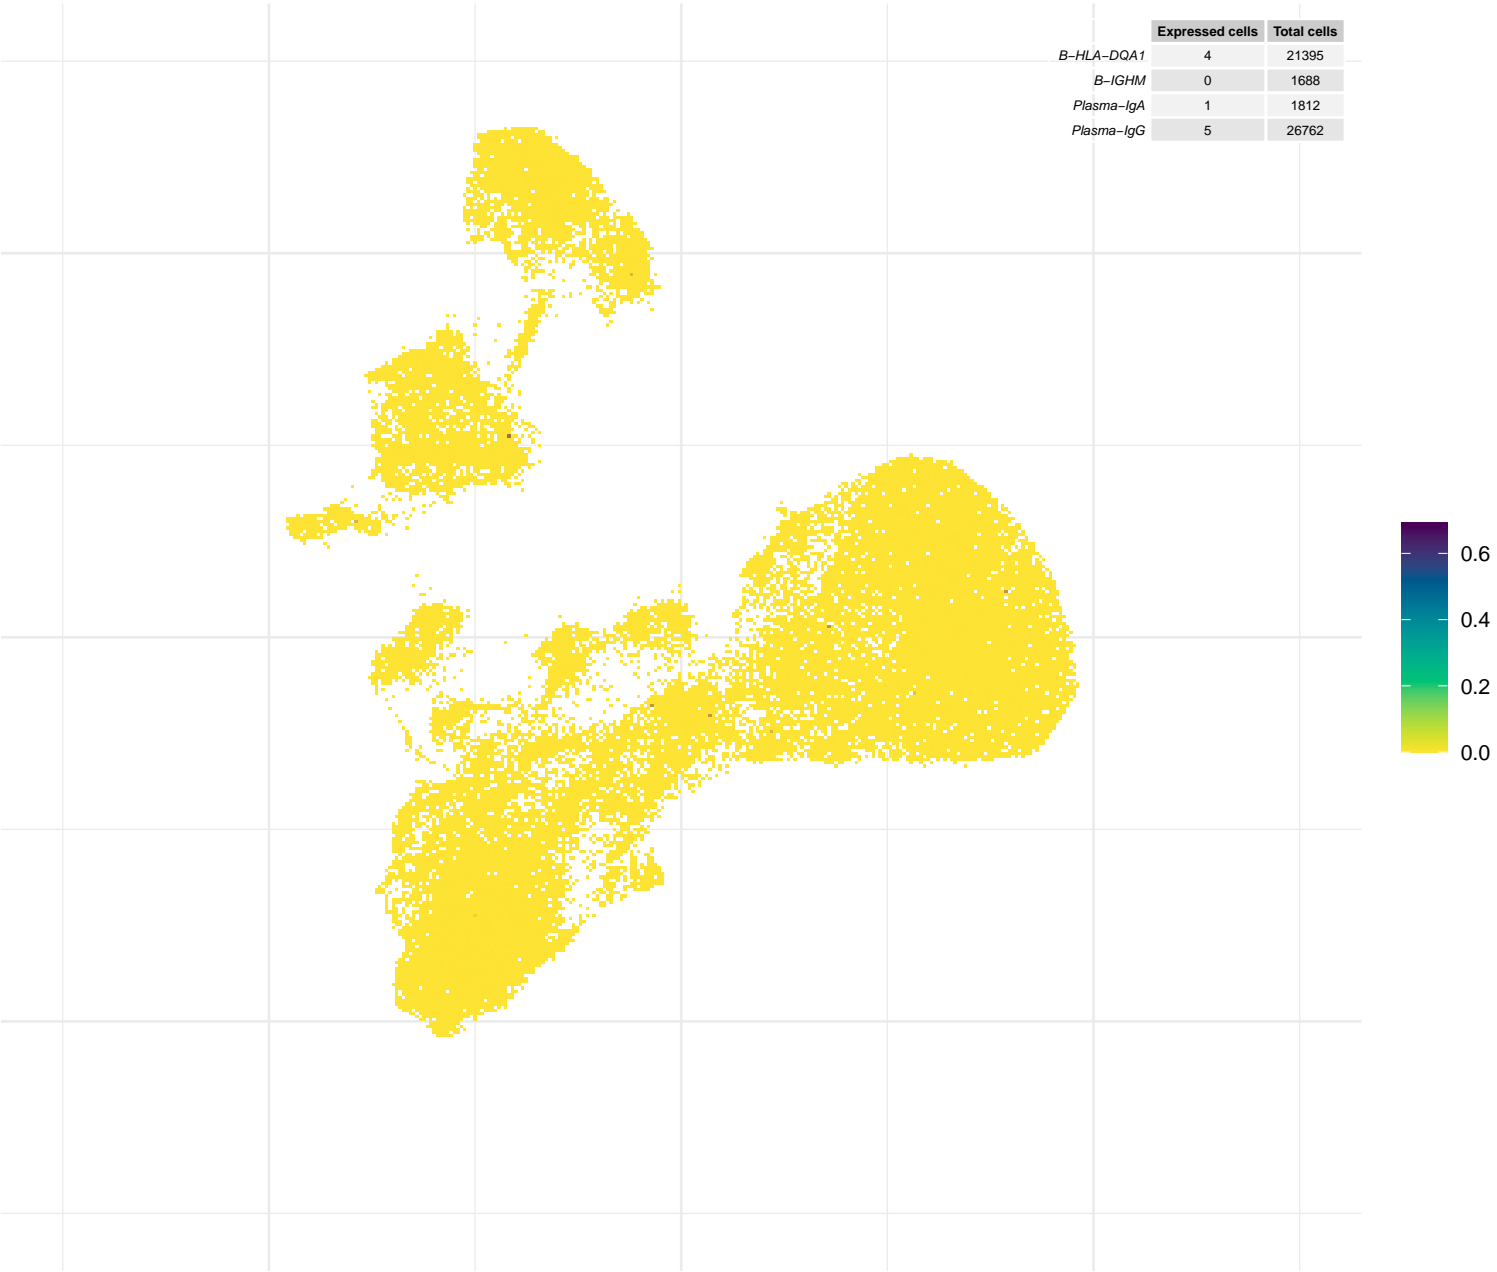 Expressed cells Total cells
B−HLA−DQA1 4 21395
B−IGHM 0 1688
Plasma−IgA 1 1812
Plasma−IgG 5 26762
0.6
0.4
0.2
0.0